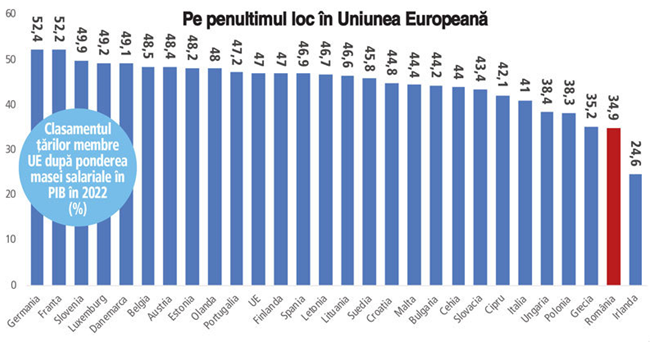 Pe penultimul loc în Uniunea Europeană
60
50
40
30
20
10
0
52,4
52,2
49,9
49,2
49,1
48,5
48,4
48,2
48
47,2
47
47
46,9
46,7
46,6
45,8
44,8
44,4
44,2
44
43,4
42,1
41
38,4
38,3
35,2
34,9
24,6
Clasamentul
țărilor membre
UE după ponderea
masei salariale în
PIB în 2022
(%)
Germania
Franta
Slovenia
Luxemburg
Danemarca
Belgia
Austria
Estonia
Olanda
Portugalia
UE
Finlanda
Spania
Letonia
Lituania
Suedia
Croatia
Malta
Bulgaria
Cehia
Slovacia
Cipru
Italia
Ungaria
Polonia
Grecia
România
Irlanda